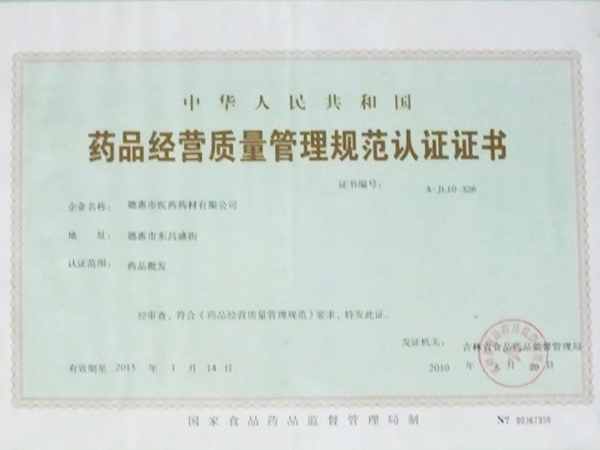 中华人民共和国
药品经营质量管理规范认证证书
证书编号: A-JL10-326
企业名称: 德惠市医药药材有限公司
地 址: 德惠市东昌盛街
认证范围: 药品批发
经审查，符合《药品经营质量管理规范》要求，特发此证。
发证机关: 吉林省食品药品监督管理局
有效期至 2015 年 1 月 14 日
2010 年 月 20 日
国家食品药品监督管理局制
Nº